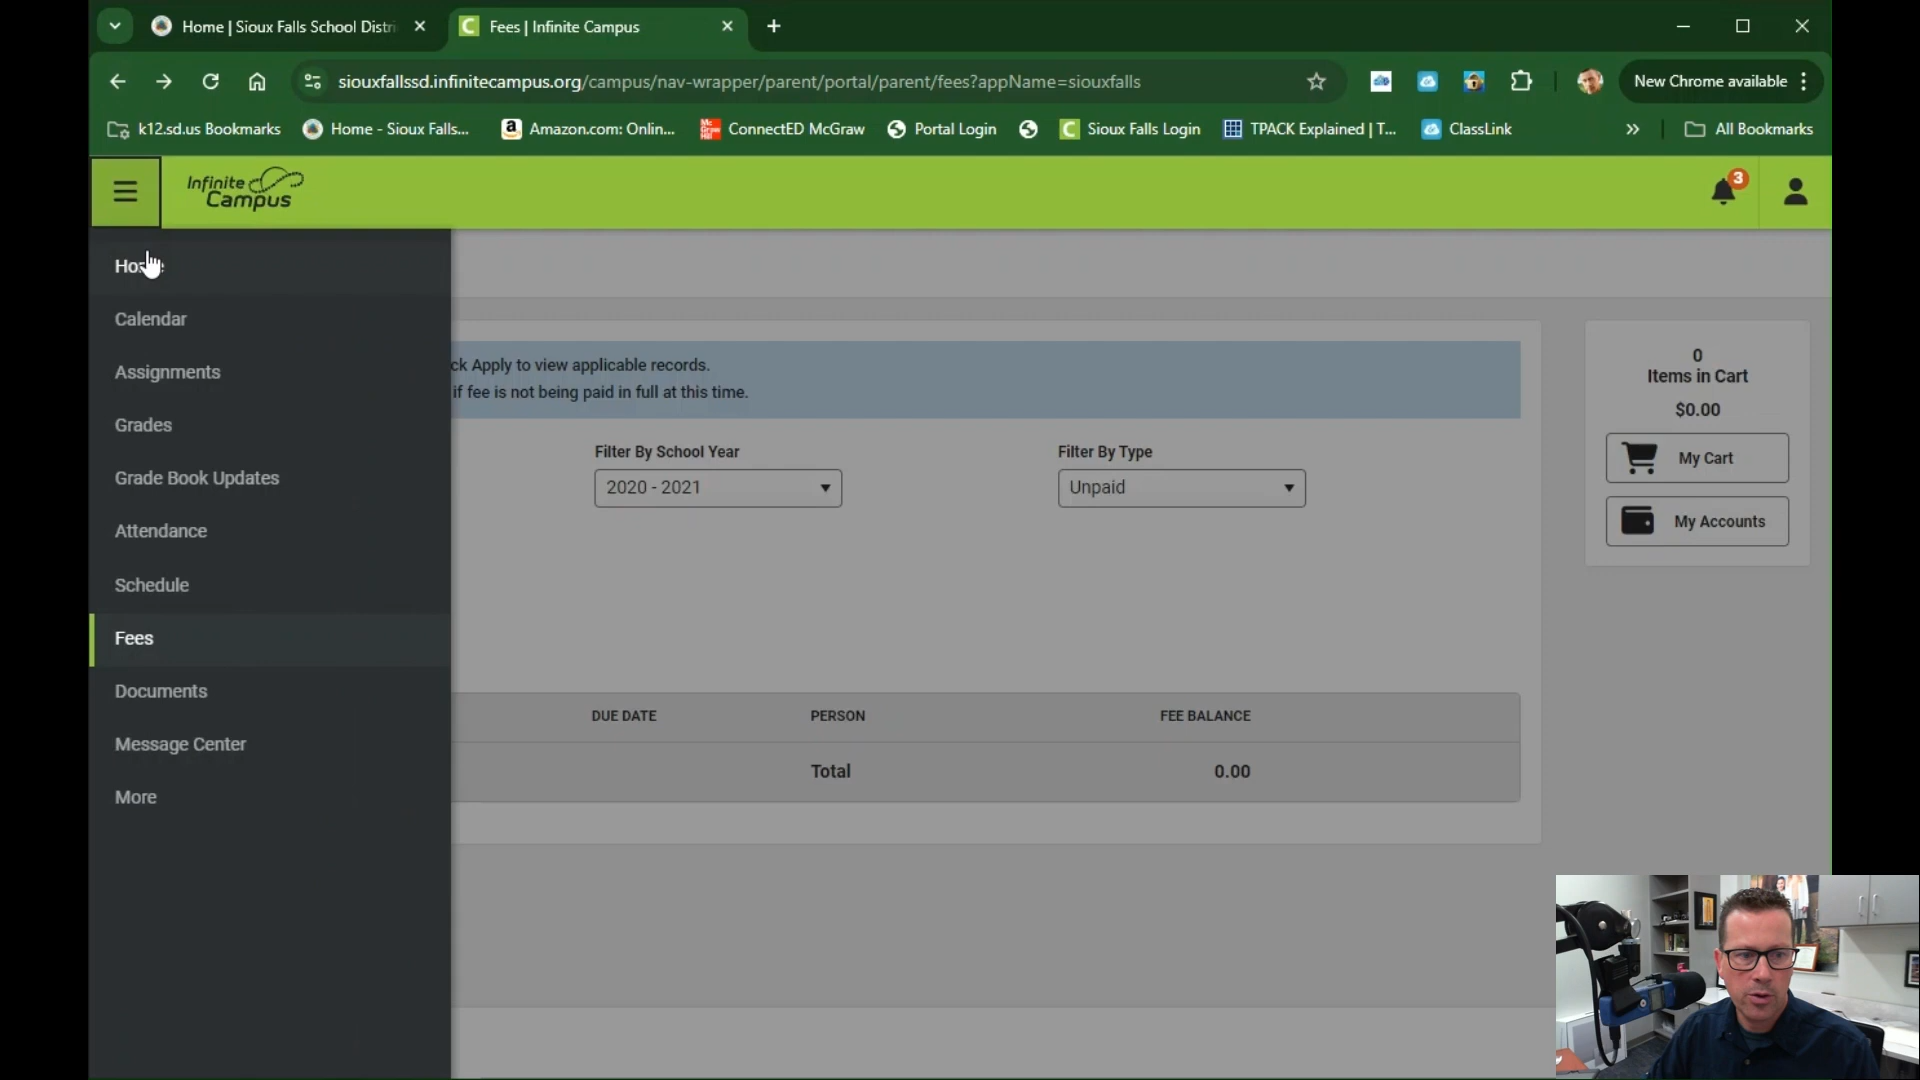 Home | Sioux Falls School Distri
Fees | Infinite Campus
siouxfallssd.infinitecampus.org/campus/nav-wrapper/parent/portal/parent/fees?appName=siouxfalls
New Chrome available
k12.sd.us Bookmarks
Home - Sioux Falls...
Amazon.com: Onlin...
ConnectED McGraw
Portal Login
Sioux Falls Login
TPACK Explained | T...
ClassLink
All Bookmarks
Infinite
Campus
3
Home
Calendar
Assignments
Grades
Grade Book Updates
Attendance
Schedule
Fees
Documents
Message Center
More
ck Apply to view applicable records.
if fee is not being paid in full at this time.
Filter By School Year
2020 - 2021
Filter By Type
Unpaid
DUE DATE
PERSON
FEE BALANCE
Total
0.00
0
Items in Cart
$0.00
My Cart
My Accounts